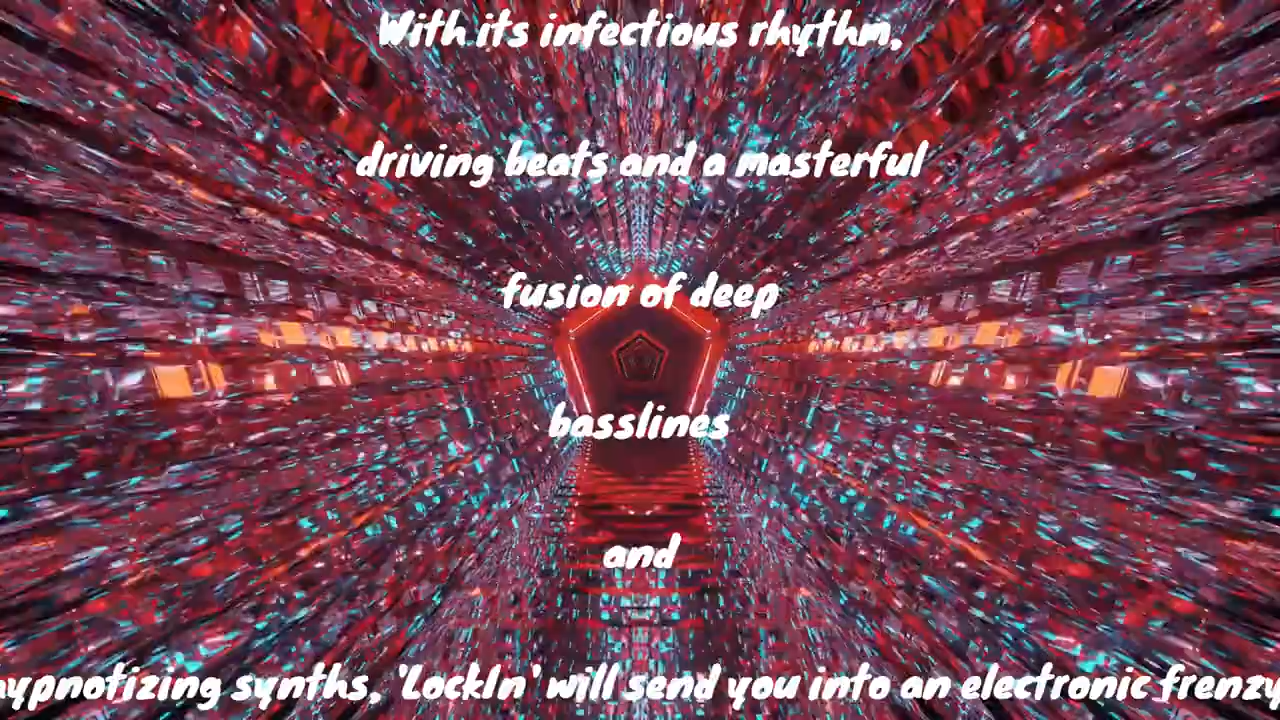 With its infectious rhythm,
driving beats and a masterful
fusion of deep
basslines
and
hypnotizing synths, 'LockIn' will send you into an electronic frenzy